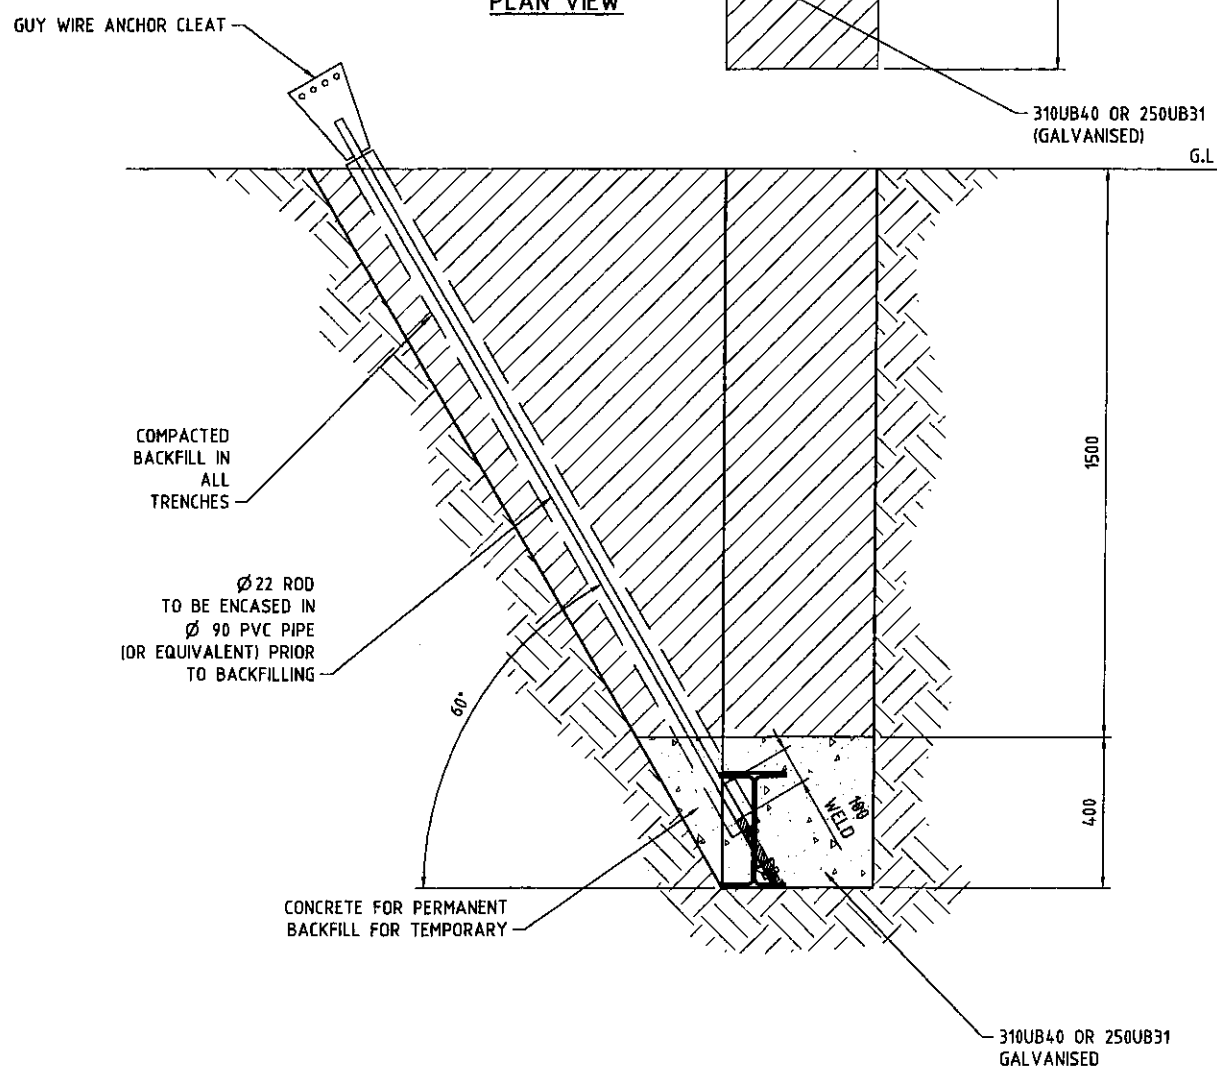 PLAN VIEW
GUY WIRE ANCHOR CLEAT
310UB40 OR 250UB31
(GALVANISED)
G.L
COMPACTED
BACKFILL IN
ALL
TRENCHES
1500
Ø22 ROD
TO BE ENCASED IN
Ø 90 PVC PIPE
(OR EQUIVALENT) PRIOR
TO BACKFILLING
60°
WELD
400
CONCRETE FOR PERMANENT
BACKFILL FOR TEMPORARY
310UB40 OR 250UB31
GALVANISED